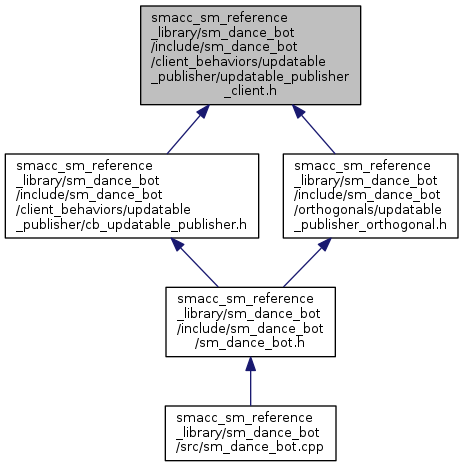 smacc_sm_reference
_library/sm_dance_bot
/include/sm_dance_bot
/client_behaviors/updatable
_publisher/updatable_publisher
_client.h
smacc_sm_reference
_library/sm_dance_bot
/include/sm_dance_bot
/client_behaviors/updatable
_publisher/cb_updatable_publisher.h
smacc_sm_reference
_library/sm_dance_bot
/include/sm_dance_bot
/orthogonals/updatable
_publisher_orthogonal.h
smacc_sm_reference
_library/sm_dance_bot
/include/sm_dance_bot
/sm_dance_bot.h
smacc_sm_reference
_library/sm_dance_bot
/src/sm_dance_bot.cpp